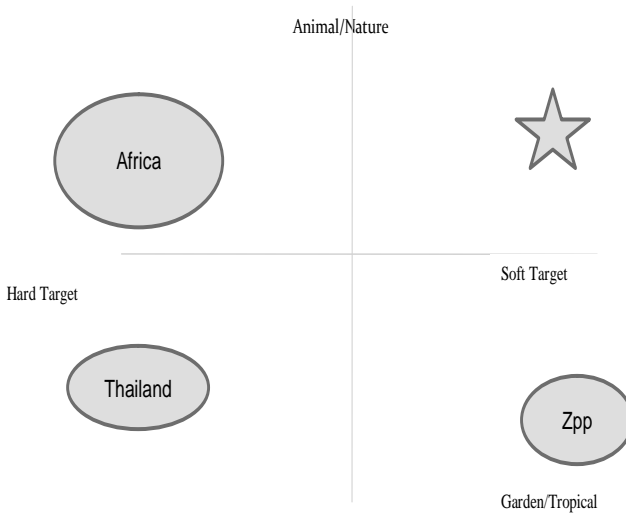 Animal/Nature
Africa
Soft Target
Hard Target
Thailand
Zpp
Garden/Tropical